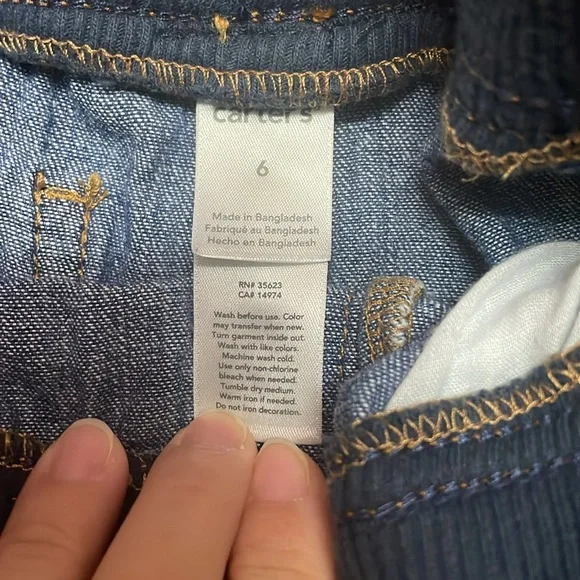 carter's
6
Made in Bangladesh
Fabriqué au Bangladesh
Hecho en Bangladesh
RN# 35623
CA# 14974
Wash before use. Color
may transfer when new.
Turn garment inside out.
Wash with like colors.
Machine wash cold.
Use only non-chlorine
bleach when needed.
Tumble dry medium.
Warm iron if needed.
Do not iron decoration.